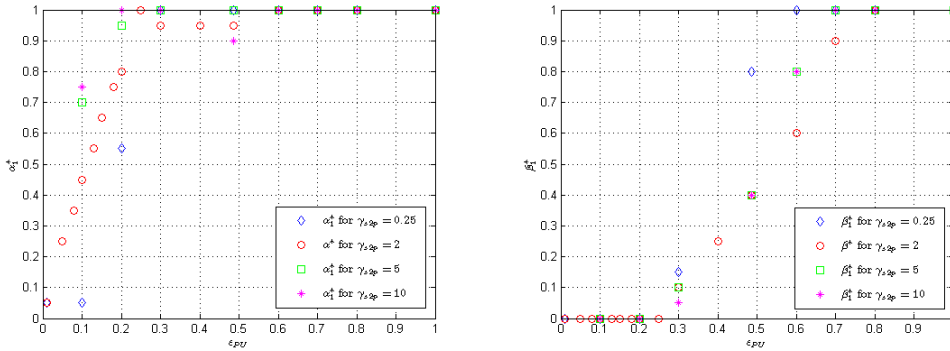 1
0.9
0.8
0.7
0.6
0.5
0.4
0.3
0.2
0.1
0
α₁*
0 0.1 0.2 0.3 0.4 0.5 0.6 0.7 0.8 0.9 1
ϵ_PU
α₁* for γ_s2p = 0.25
α* for γ_s2p = 2
α₁* for γ_s2p = 5
α₁* for γ_s2p = 10
1
0.9
0.8
0.7
0.6
0.5
0.4
0.3
0.2
0.1
0
β₁*
0 0.1 0.2 0.3 0.4 0.5 0.6 0.7 0.8 0.9
ϵ_PU
β₁* for γ_s2p = 0.25
β* for γ_s2p = 2
β₁* for γ_s2p = 5
β₁* for γ_s2p = 10